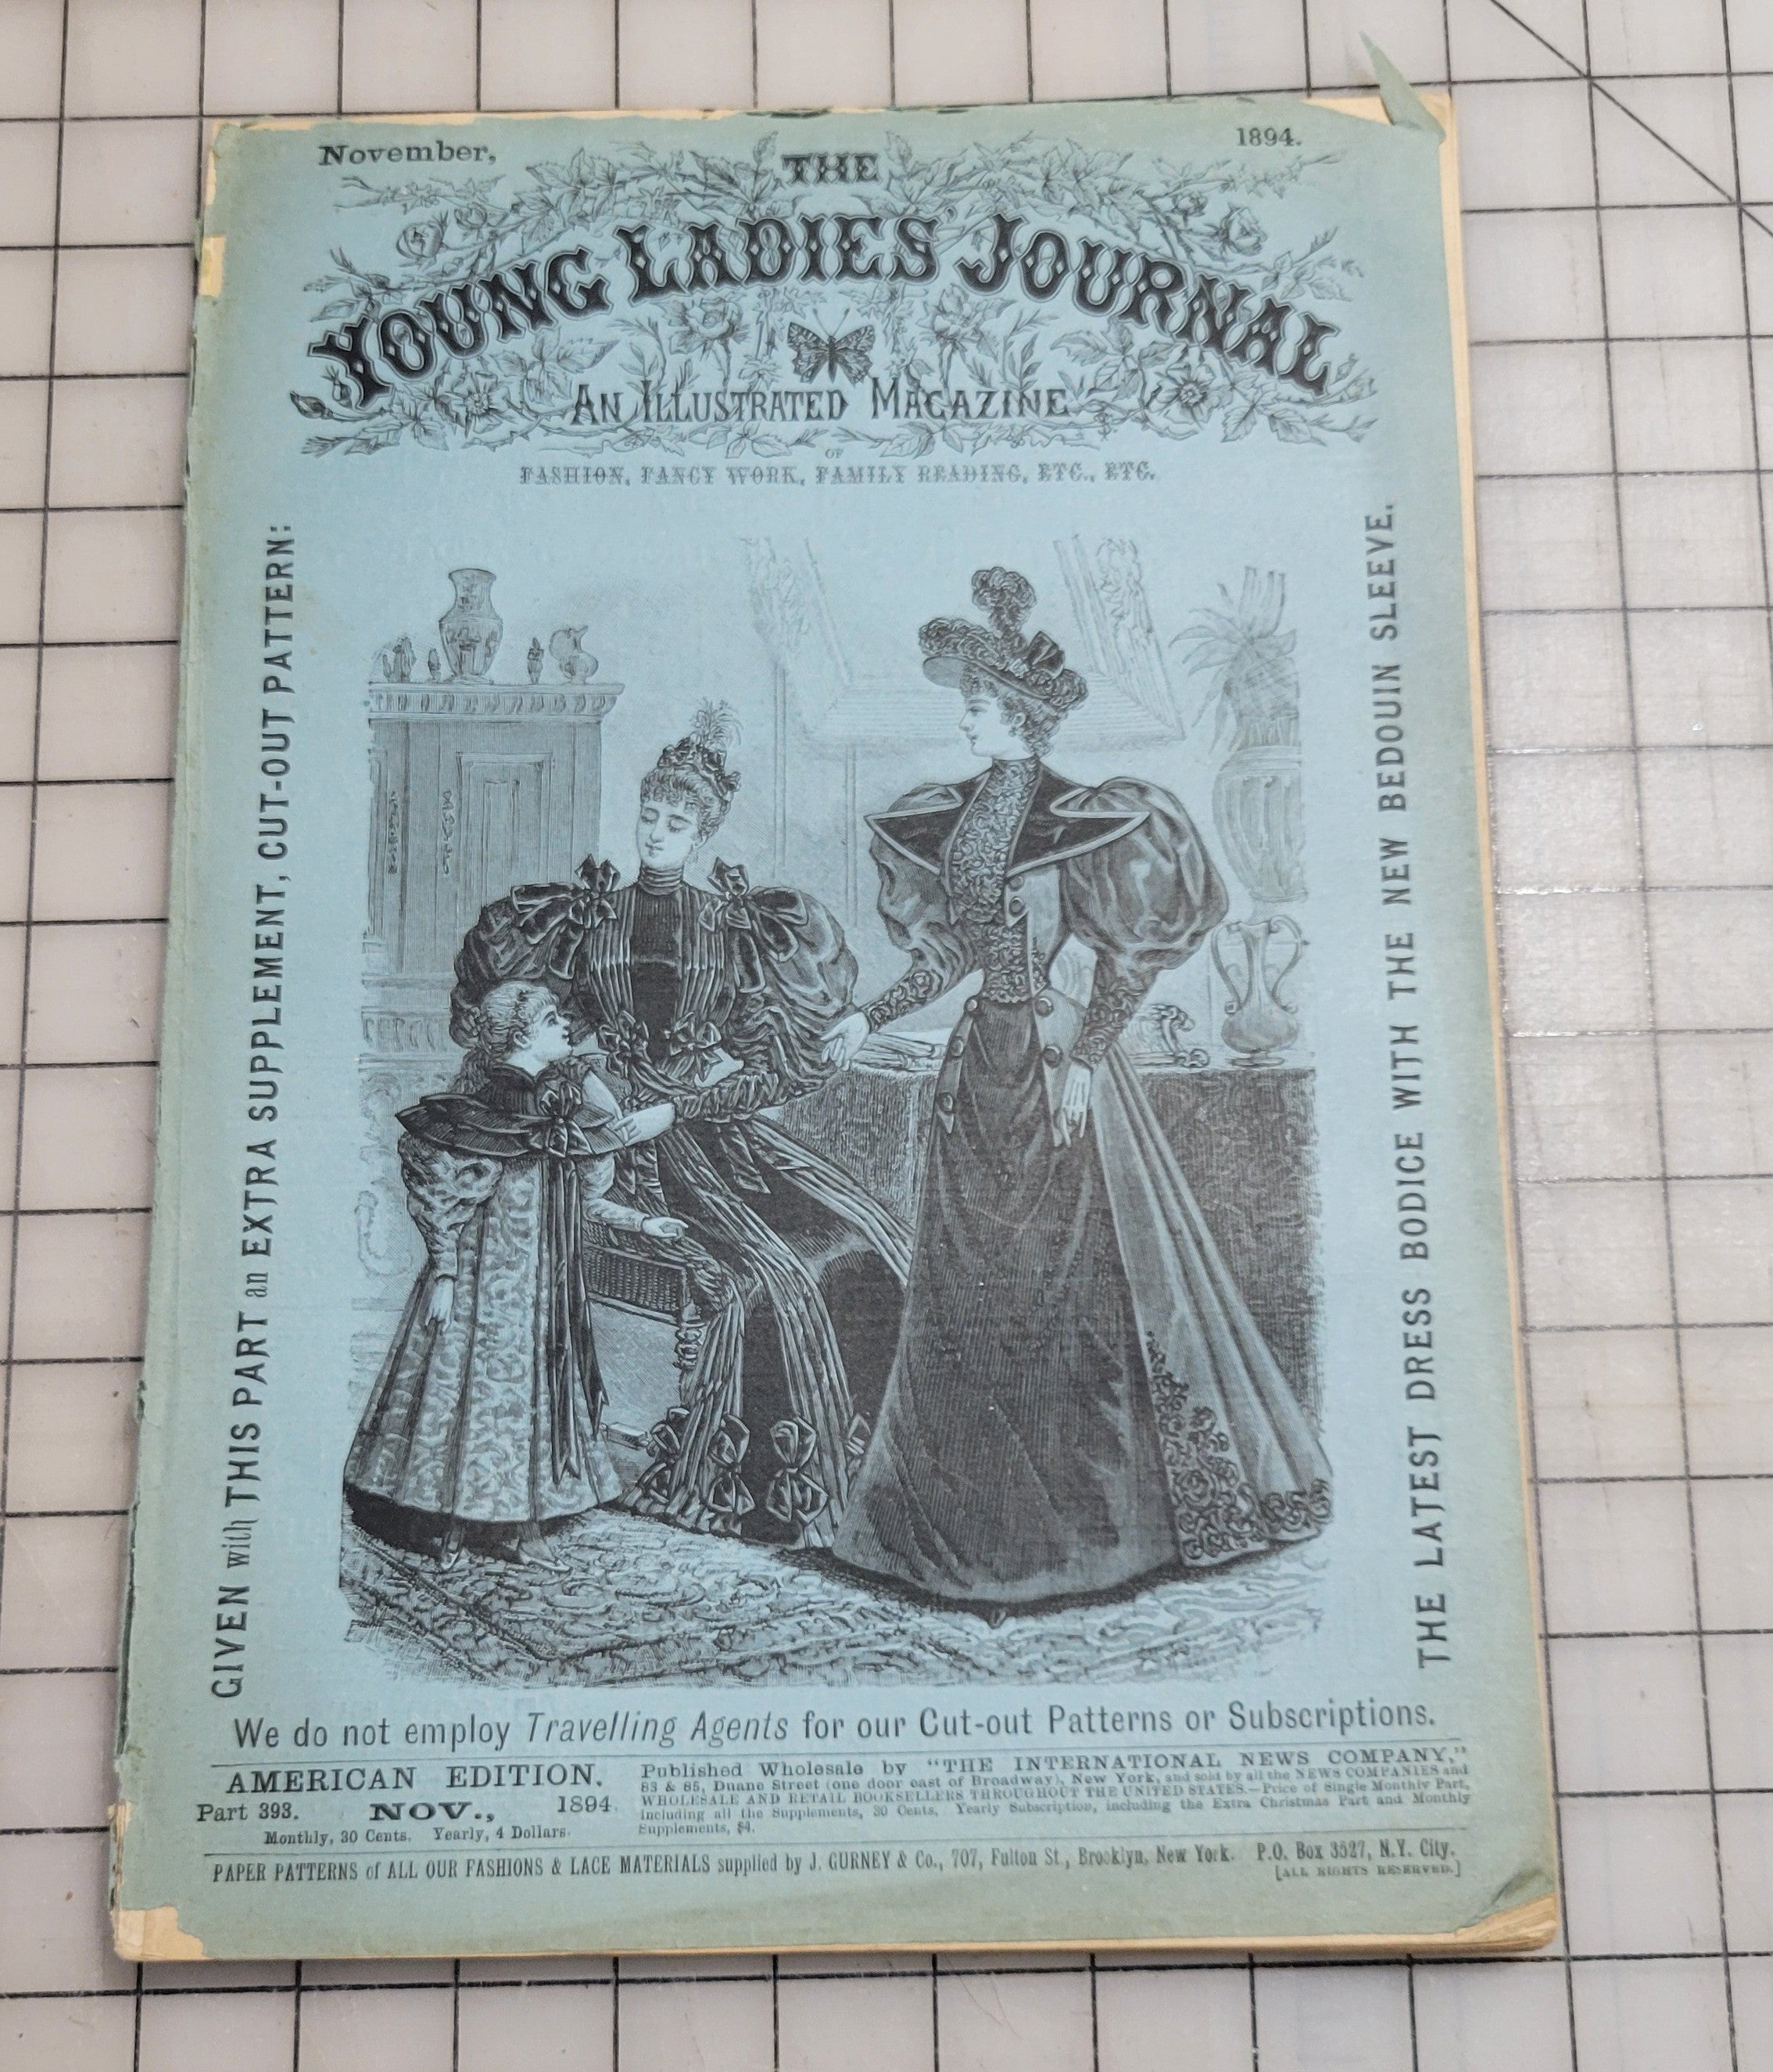 November,
1894.
THE
YOUNG LADIES' JOURNAL
AN ILLUSTRATED MAGAZINE
OF
FASHION, FANCY WORK, FAMILY READING, ETC., ETC.
GIVEN with THIS PART an EXTRA SUPPLEMENT, CUT-OUT PATTERN:
THE LATEST DRESS BODICE WITH THE NEW BEDOUIN SLEEVE.
We do not employ Travelling Agents for our Cut-out Patterns or Subscriptions.
AMERICAN EDITION.
Part 393. NOV., 1894.
Monthly, 30 Cents. Yearly, 4 Dollars.
Published Wholesale by "THE INTERNATIONAL NEWS COMPANY,"
83 & 85, Duane Street (one door east of Broadway), New York, and sold by all the NEWS COMPANIES and
WHOLESALE AND RETAIL BOOKSELLERS THROUGHOUT THE UNITED STATES.—Price of Single Monthly Part,
including all the Supplements, 30 Cents. Yearly Subscription, including the Extra Christmas Part and Monthly
Supplements, $4.
PAPER PATTERNS of ALL OUR FASHIONS & LACE MATERIALS supplied by J. GURNEY & Co., 707, Fulton St., Brooklyn, New York. P.O. Box 3527, N.Y. City.
[ALL RIGHTS RESERVED.]